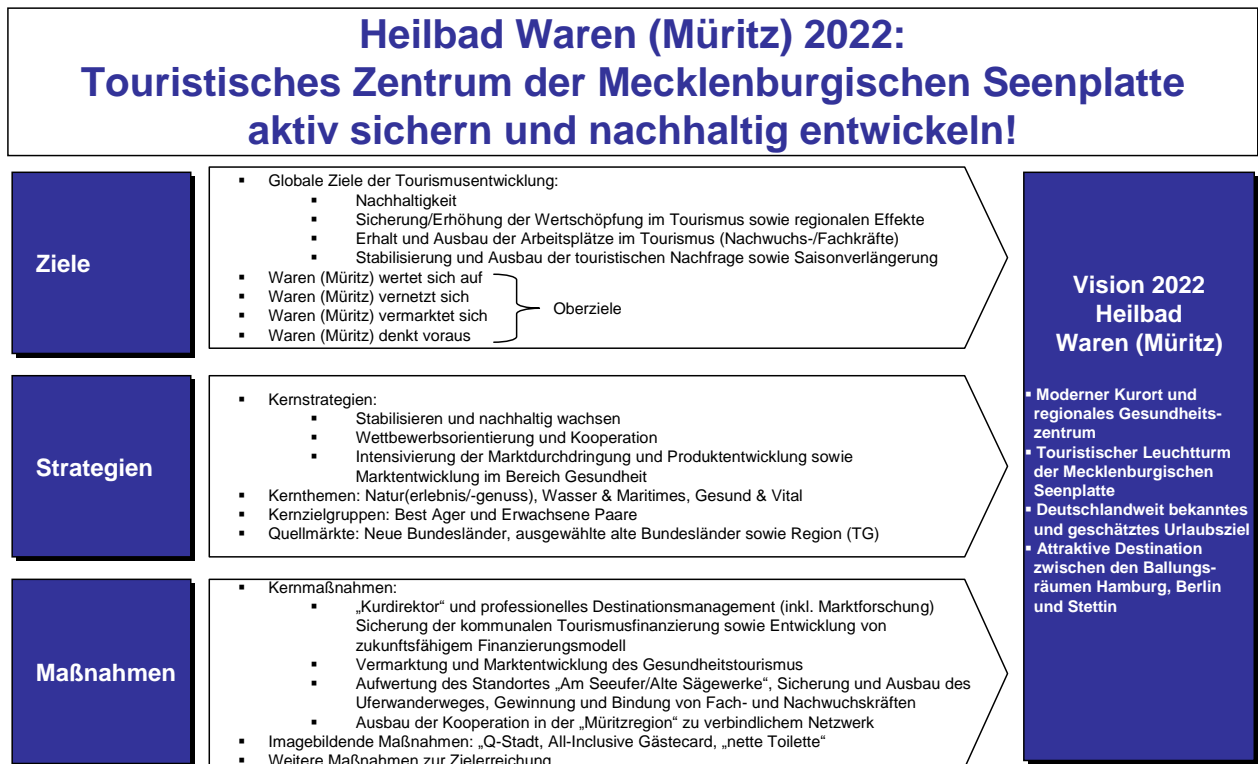 Heilbad Waren (Müritz) 2022:
Touristisches Zentrum der Mecklenburgischen Seenplatte
aktiv sichern und nachhaltig entwickeln!
Ziele
▪ Globale Ziele der Tourismusentwicklung:
▪ Nachhaltigkeit
▪ Sicherung/Erhöhung der Wertschöpfung im Tourismus sowie regionalen Effekte
▪ Erhalt und Ausbau der Arbeitsplätze im Tourismus (Nachwuchs-/Fachkräfte)
▪ Stabilisierung und Ausbau der touristischen Nachfrage sowie Saisonverlängerung
▪ Waren (Müritz) wertet sich auf
▪ Waren (Müritz) vernetzt sich
▪ Waren (Müritz) vermarktet sich
▪ Waren (Müritz) denkt voraus
Oberziele
Strategien
▪ Kernstrategien:
▪ Stabilisieren und nachhaltig wachsen
▪ Wettbewerbsorientierung und Kooperation
▪ Intensivierung der Marktdurchdringung und Produktentwicklung sowie
Marktentwicklung im Bereich Gesundheit
▪ Kernthemen: Natur(erlebnis/-genuss), Wasser & Maritimes, Gesund & Vital
▪ Kernzielgruppen: Best Ager und Erwachsene Paare
▪ Quellmärkte: Neue Bundesländer, ausgewählte alte Bundesländer sowie Region (TG)
Maßnahmen
▪ Kernmaßnahmen:
▪ „Kurdirektor“ und professionelles Destinationsmanagement (inkl. Marktforschung)
Sicherung der kommunalen Tourismusfinanzierung sowie Entwicklung von
zukunftsfähigem Finanzierungsmodell
▪ Vermarktung und Marktentwicklung des Gesundheitstourismus
▪ Aufwertung des Standortes „Am Seeufer/Alte Sägewerke“, Sicherung und Ausbau des
Uferwanderweges, Gewinnung und Bindung von Fach- und Nachwuchskräften
▪ Ausbau der Kooperation in der „Müritzregion“ zu verbindlichem Netzwerk
▪ Imagebildende Maßnahmen: „Q-Stadt, All-Inclusive Gästecard, „nette Toilette“
▪ Weitere Maßnahmen zur Zielerreichung
Vision 2022
Heilbad
Waren (Müritz)
▪ Moderner Kurort und
regionales Gesundheits-
zentrum
▪ Touristischer Leuchtturm
der Mecklenburgischen
Seenplatte
▪ Deutschlandweit bekanntes
und geschätztes Urlaubsziel
▪ Attraktive Destination
zwischen den Ballungs-
räumen Hamburg, Berlin
und Stettin